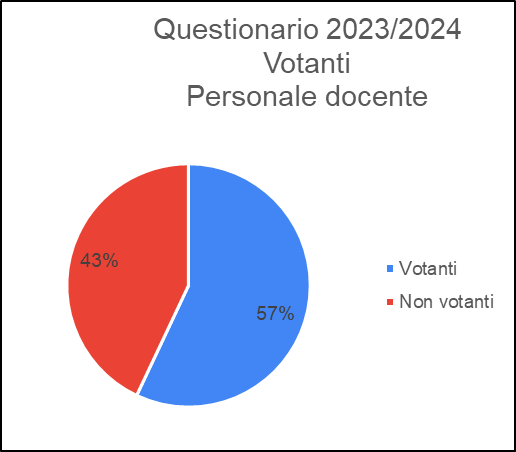 Questionario 2023/2024
Votanti
Personale docente
43%
57%
Votanti
Non votanti